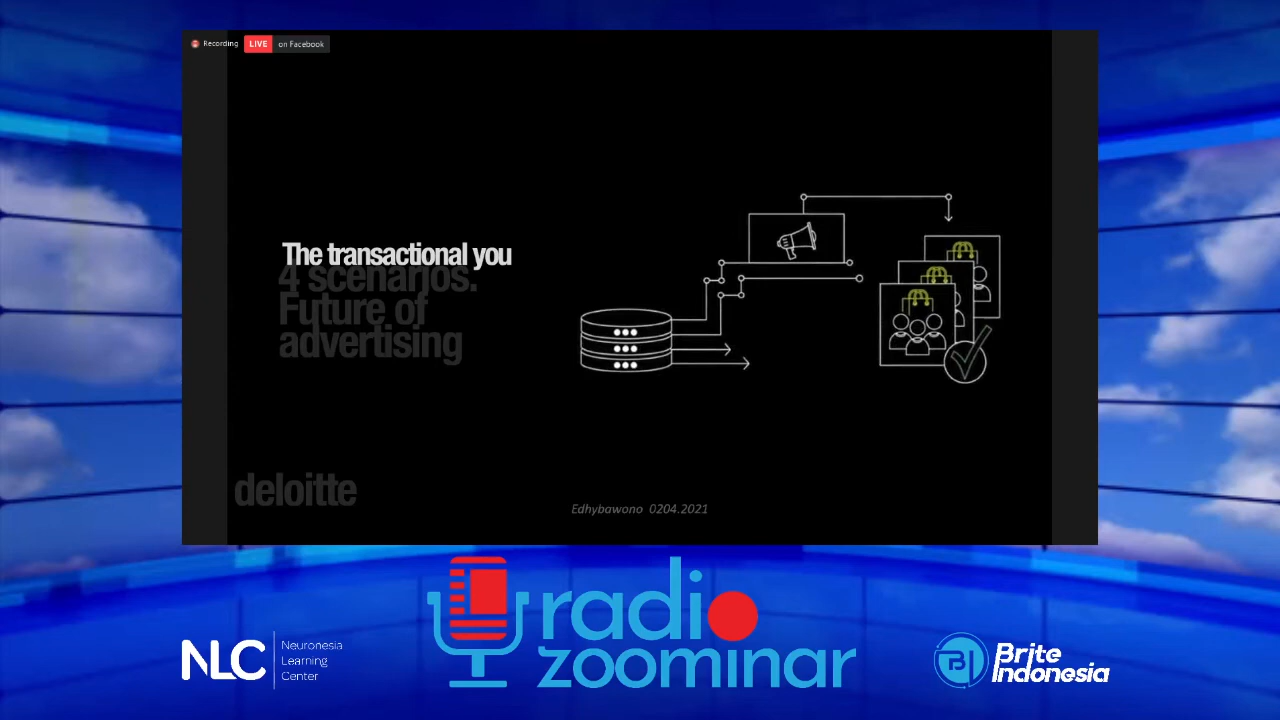 Recording LIVE on Facebook
The transactional you
4 scenarios.
Future of
advertising
deloitte
Edhybawono 0204.2021
NLC
Neuronesia
Learning
Center
radio
zoominar
Brite
Indonesia